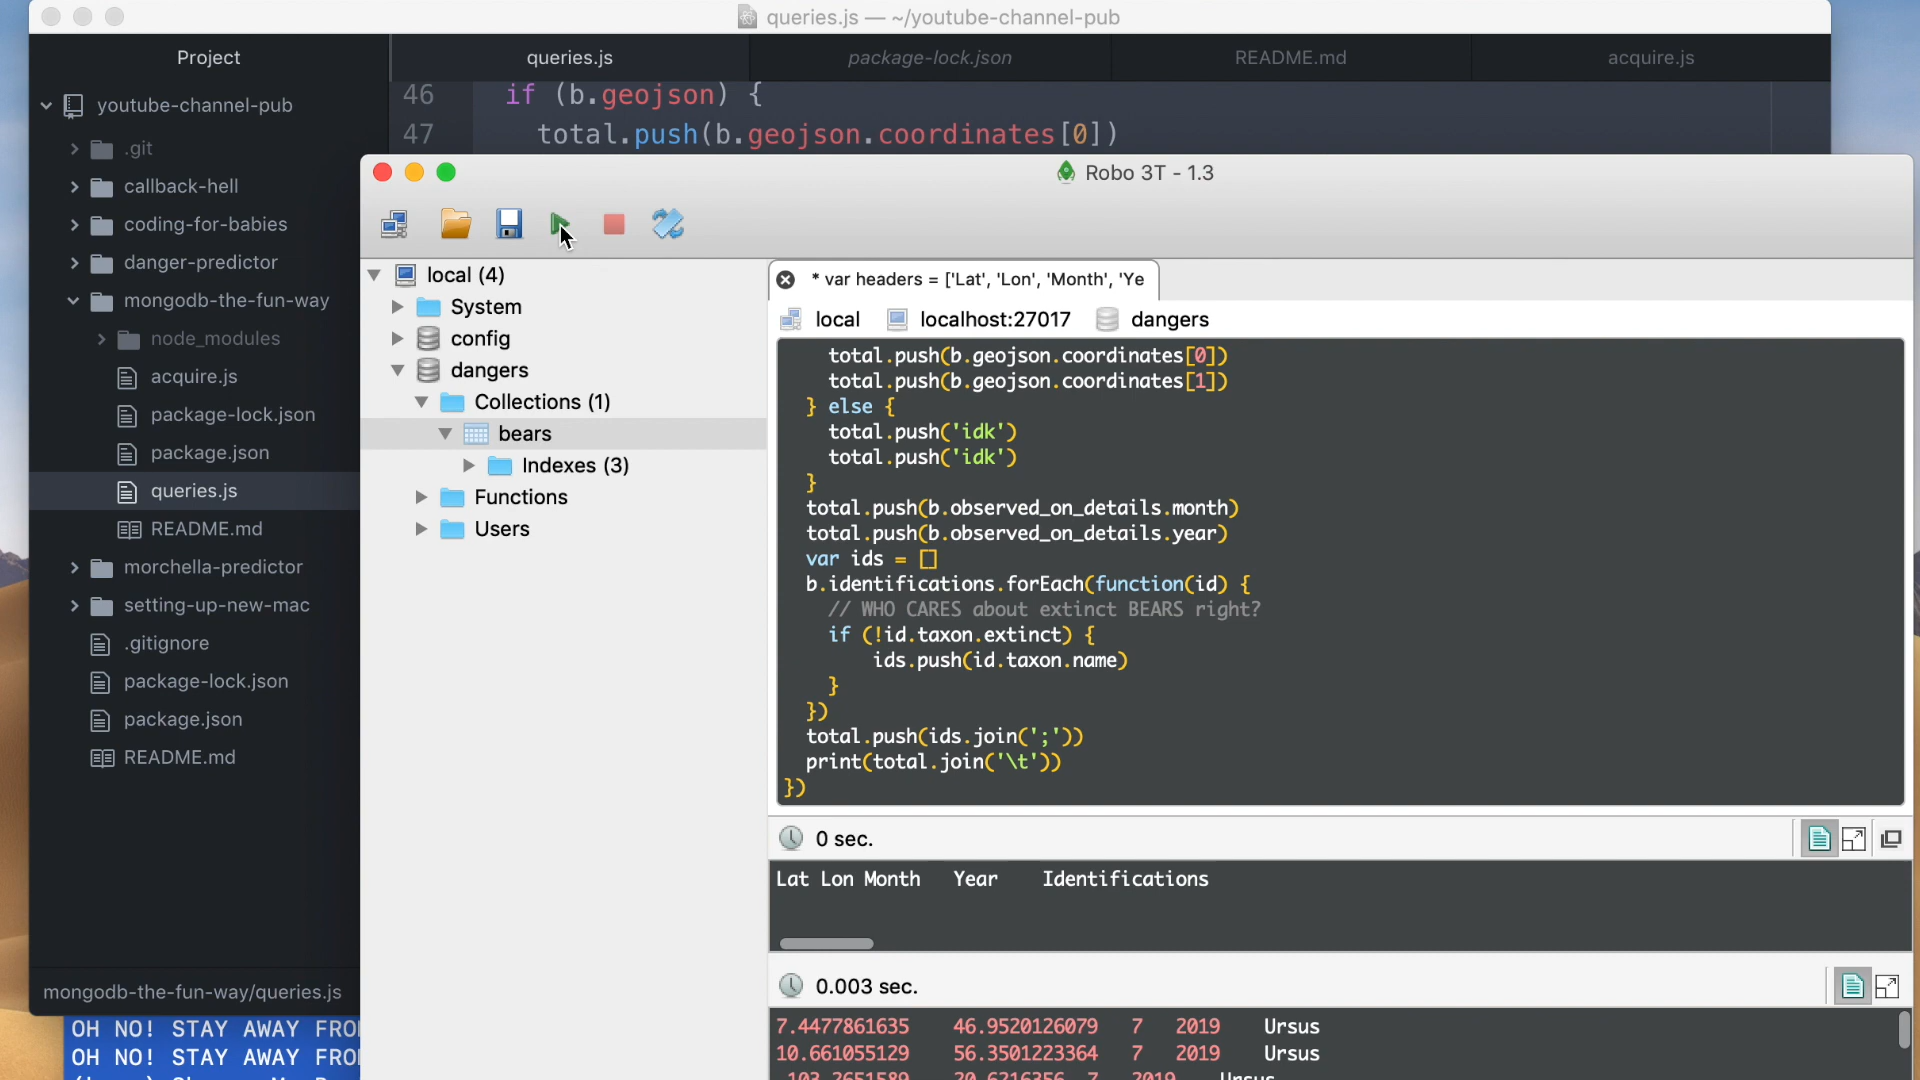 queries.js — ~/youtube-channel-pub
Project
queries.js
package-lock.json
README.md
acquire.js
youtube-channel-pub
.git
callback-hell
coding-for-babies
danger-predictor
mongodb-the-fun-way
node_modules
acquire.js
package-lock.json
package.json
queries.js
README.md
morchella-predictor
setting-up-new-mac
.gitignore
package-lock.json
package.json
README.md
mongodb-the-fun-way/queries.js
46 if (b.geojson) {
47 total.push(b.geojson.coordinates[0])
Robo 3T - 1.3
local (4)
System
config
dangers
Collections (1)
bears
Indexes (3)
Functions
Users
* var headers = ['Lat', 'Lon', 'Month', 'Ye
local localhost:27017 dangers
total.push(b.geojson.coordinates[0])
total.push(b.geojson.coordinates[1])
} else {
total.push('idk')
total.push('idk')
}
total.push(b.observed_on_details.month)
total.push(b.observed_on_details.year)
var ids = []
b.identifications.forEach(function(id) {
// WHO CARES about extinct BEARS right?
if (!id.taxon.extinct) {
ids.push(id.taxon.name)
}
})
total.push(ids.join(';'))
print(total.join('\t'))
})
0 sec.
Lat Lon Month Year Identifications
0.003 sec.
7.4477861635 46.9520126079 7 2019 Ursus
10.661055129 56.3501223364 7 2019 Ursus
OH NO! STAY AWAY FRO
OH NO! STAY AWAY FRO